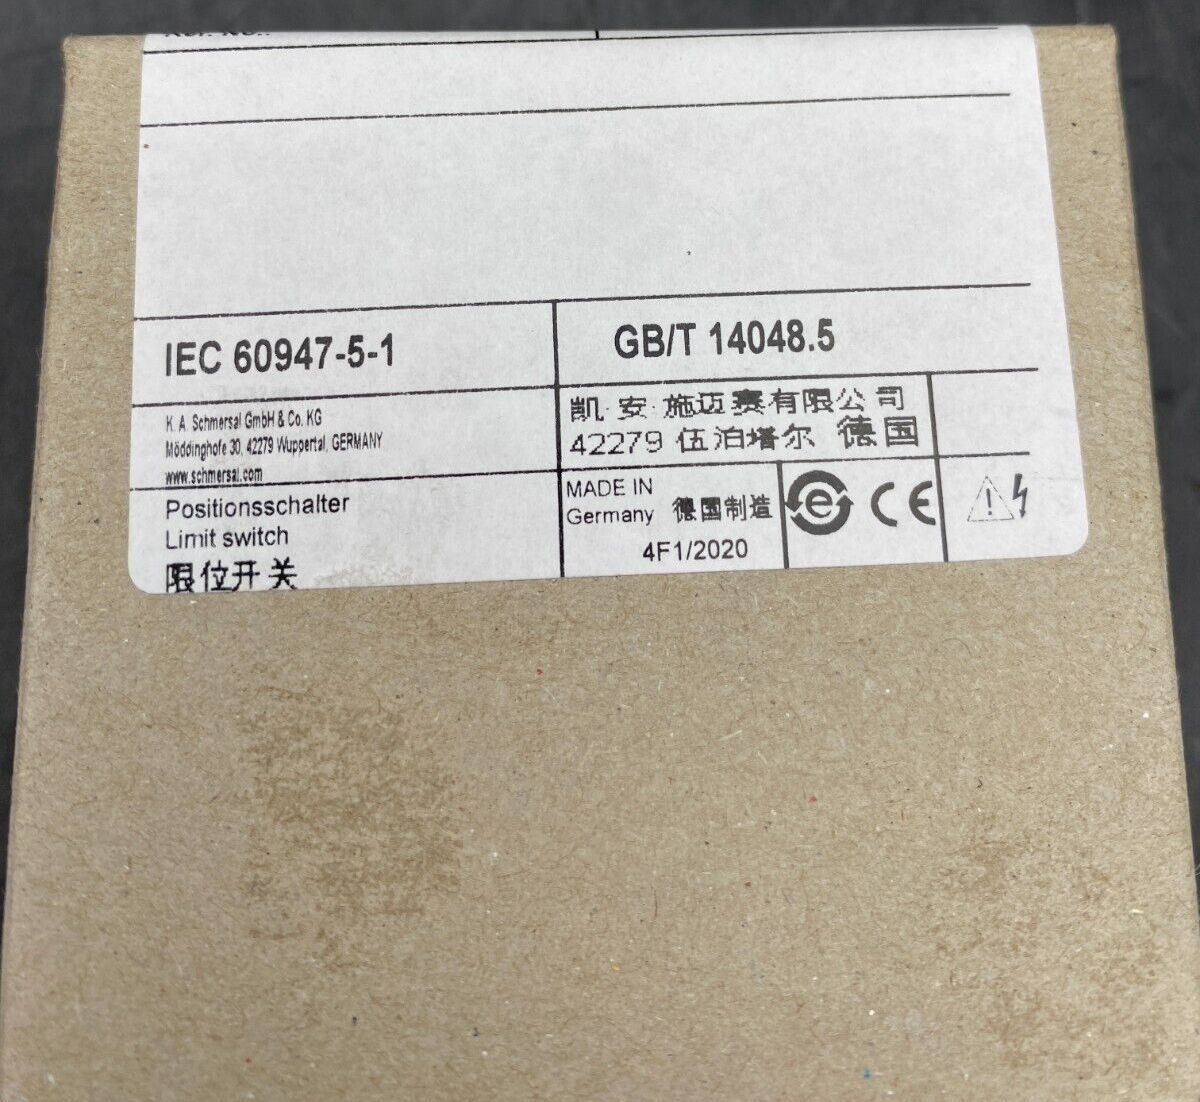 IEC 60947-5-1
GB/T 14048.5
K. A. Schmersal GmbH & Co. KG
Möddinghofe 30, 42279 Wuppertal, GERMANY
www.schmersal.com
凯·安·施迈赛有限公司
42279 伍泊塔尔 德国
Positionsschalter
Limit switch
限位开关
MADE IN
Germany 德国制造
4F1/2020
e
CE